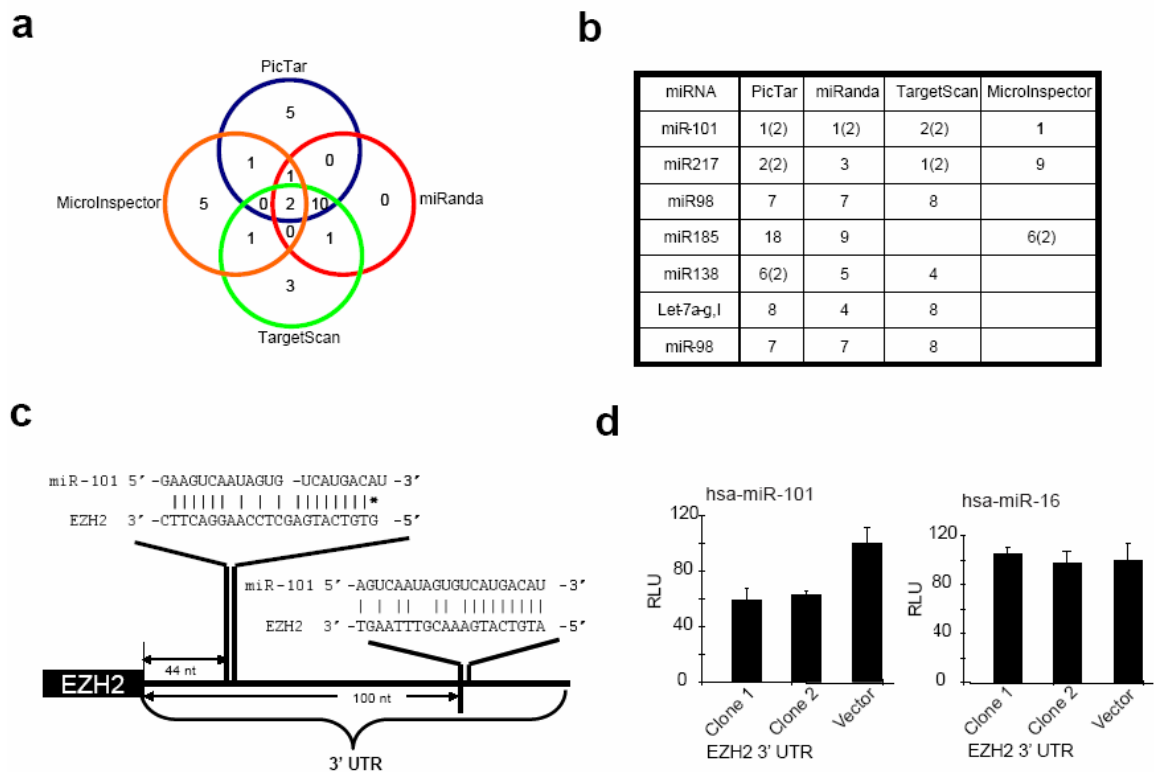 a
PicTar
5
1
0
1
MicroInspector
5
0
2
10
0
miRanda
0
1
1
3
TargetScan
b
miRNA PicTar miRanda TargetScan MicroInspector
miR-101 1(2) 1(2) 2(2) 1
miR217 2(2) 3 1(2) 9
miR98 7 7 8
miR185 18 9 6(2)
miR138 6(2) 5 4
Let-7a-g,I 8 4 8
miR-98 7 7 8
c
miR-101 5′ -GAAGUCAAUAGUG -UCAUGACAU -3′
*
EZH2 3′ -CTTCAGGAACCTCGAGTACTGTG -5′
miR-101 5′ -AGUCAAUAGUGUCAUGACAU -3′
EZH2 3′ -TGAATTTGCAAAGTACTGTA -5′
44 nt
EZH2
100 nt
3′ UTR
d
hsa-miR-101
120
80
40
0
RLU
Clone 1
Clone 2
Vector
EZH2 3′ UTR
hsa-miR-16
120
80
40
0
RLU
Clone 1
Clone 2
Vector
EZH2 3′ UTR